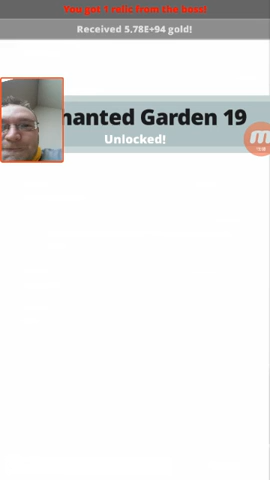 You got 1 relic from the boss!
Received 5,78E+94 gold!
hanted Garden 19
Unlocked!